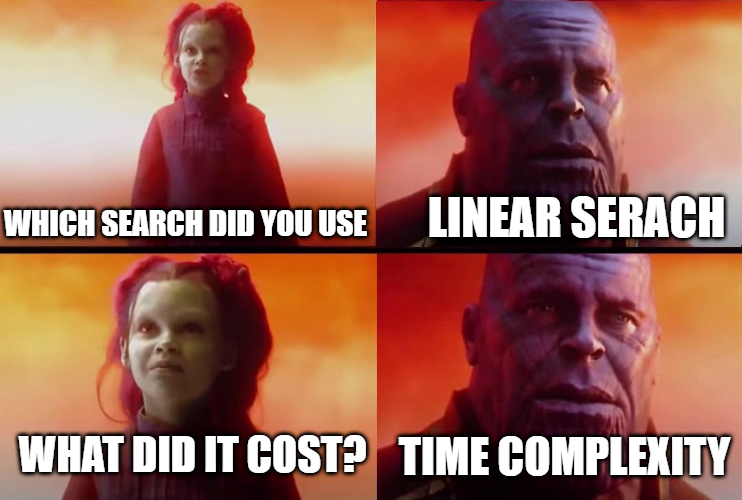 WHICH SEARCH DID YOU USE
LINEAR SERACH
WHAT DID IT COST?
TIME COMPLEXITY